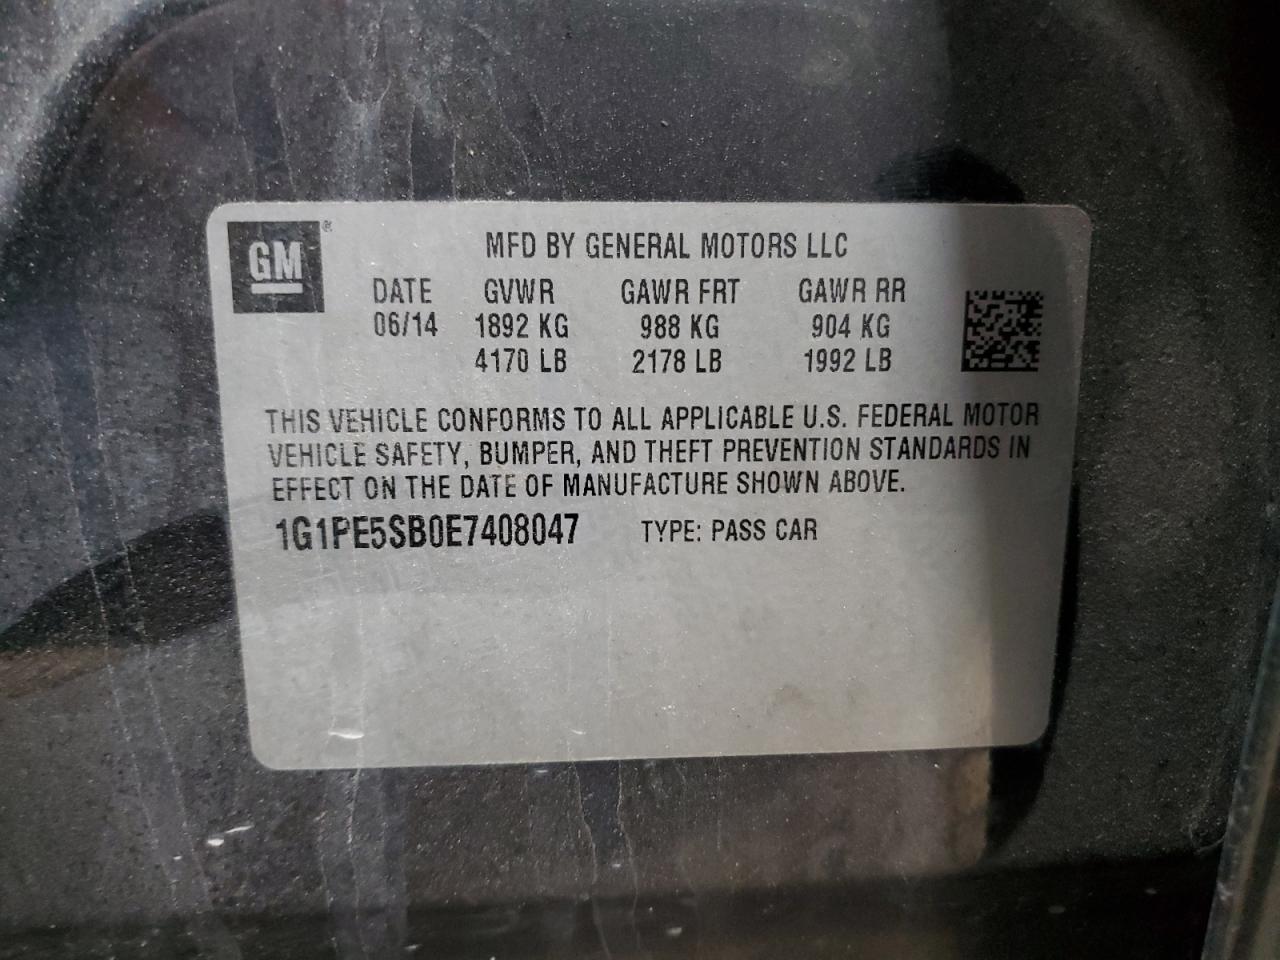 GM ®
MFD BY GENERAL MOTORS LLC
DATE GVWR GAWR FRT GAWR RR
06/14 1892 KG 988 KG 904 KG
4170 LB 2178 LB 1992 LB
THIS VEHICLE CONFORMS TO ALL APPLICABLE U.S. FEDERAL MOTOR
VEHICLE SAFETY, BUMPER, AND THEFT PREVENTION STANDARDS IN
EFFECT ON THE DATE OF MANUFACTURE SHOWN ABOVE.
1G1PE5SB0E7408047 TYPE: PASS CAR